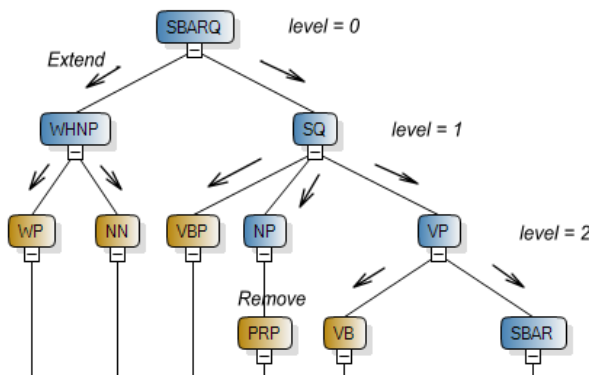 SBARQ level = 0
Extend
WHNP SQ level = 1
WP NN VBP NP VP level = 2
Remove
PRP VB SBAR